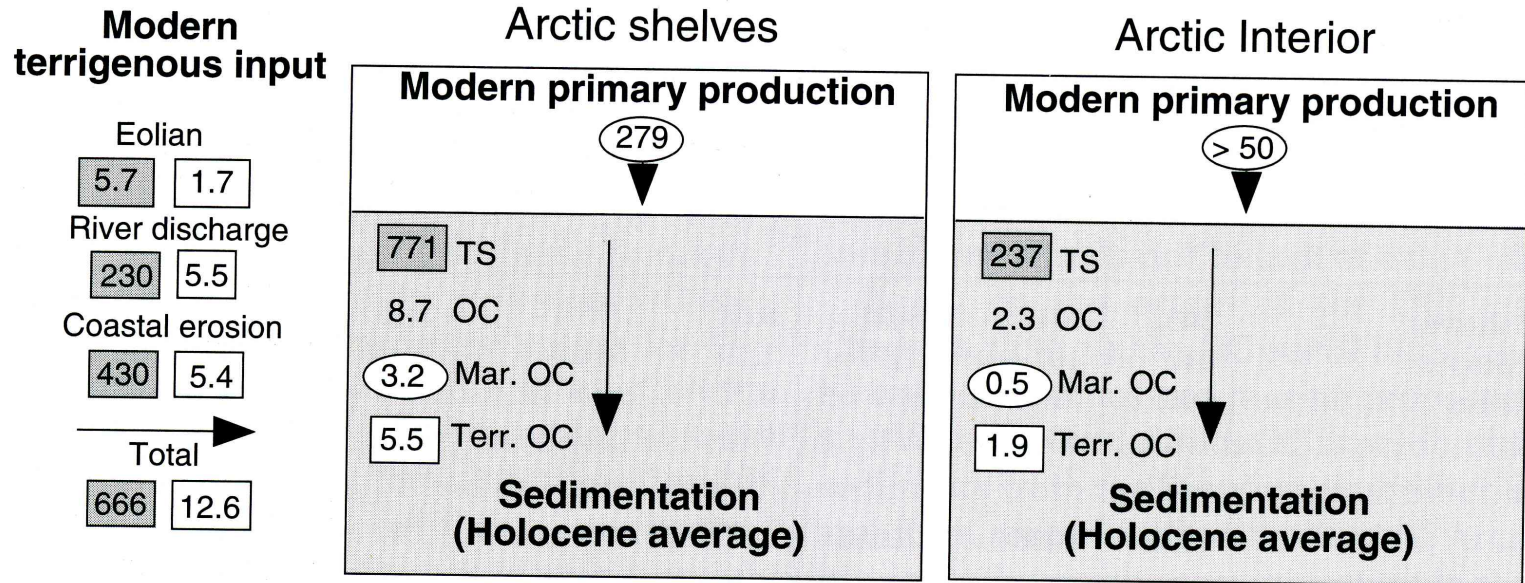 Modern
terrigenous input
Eolian
5.7 1.7
River discharge
230 5.5
Coastal erosion
430 5.4
Total
666 12.6
Arctic shelves
Modern primary production
279
771 TS
8.7 OC
3.2 Mar. OC
5.5 Terr. OC
Sedimentation
(Holocene average)
Arctic Interior
Modern primary production
> 50
237 TS
2.3 OC
0.5 Mar. OC
1.9 Terr. OC
Sedimentation
(Holocene average)